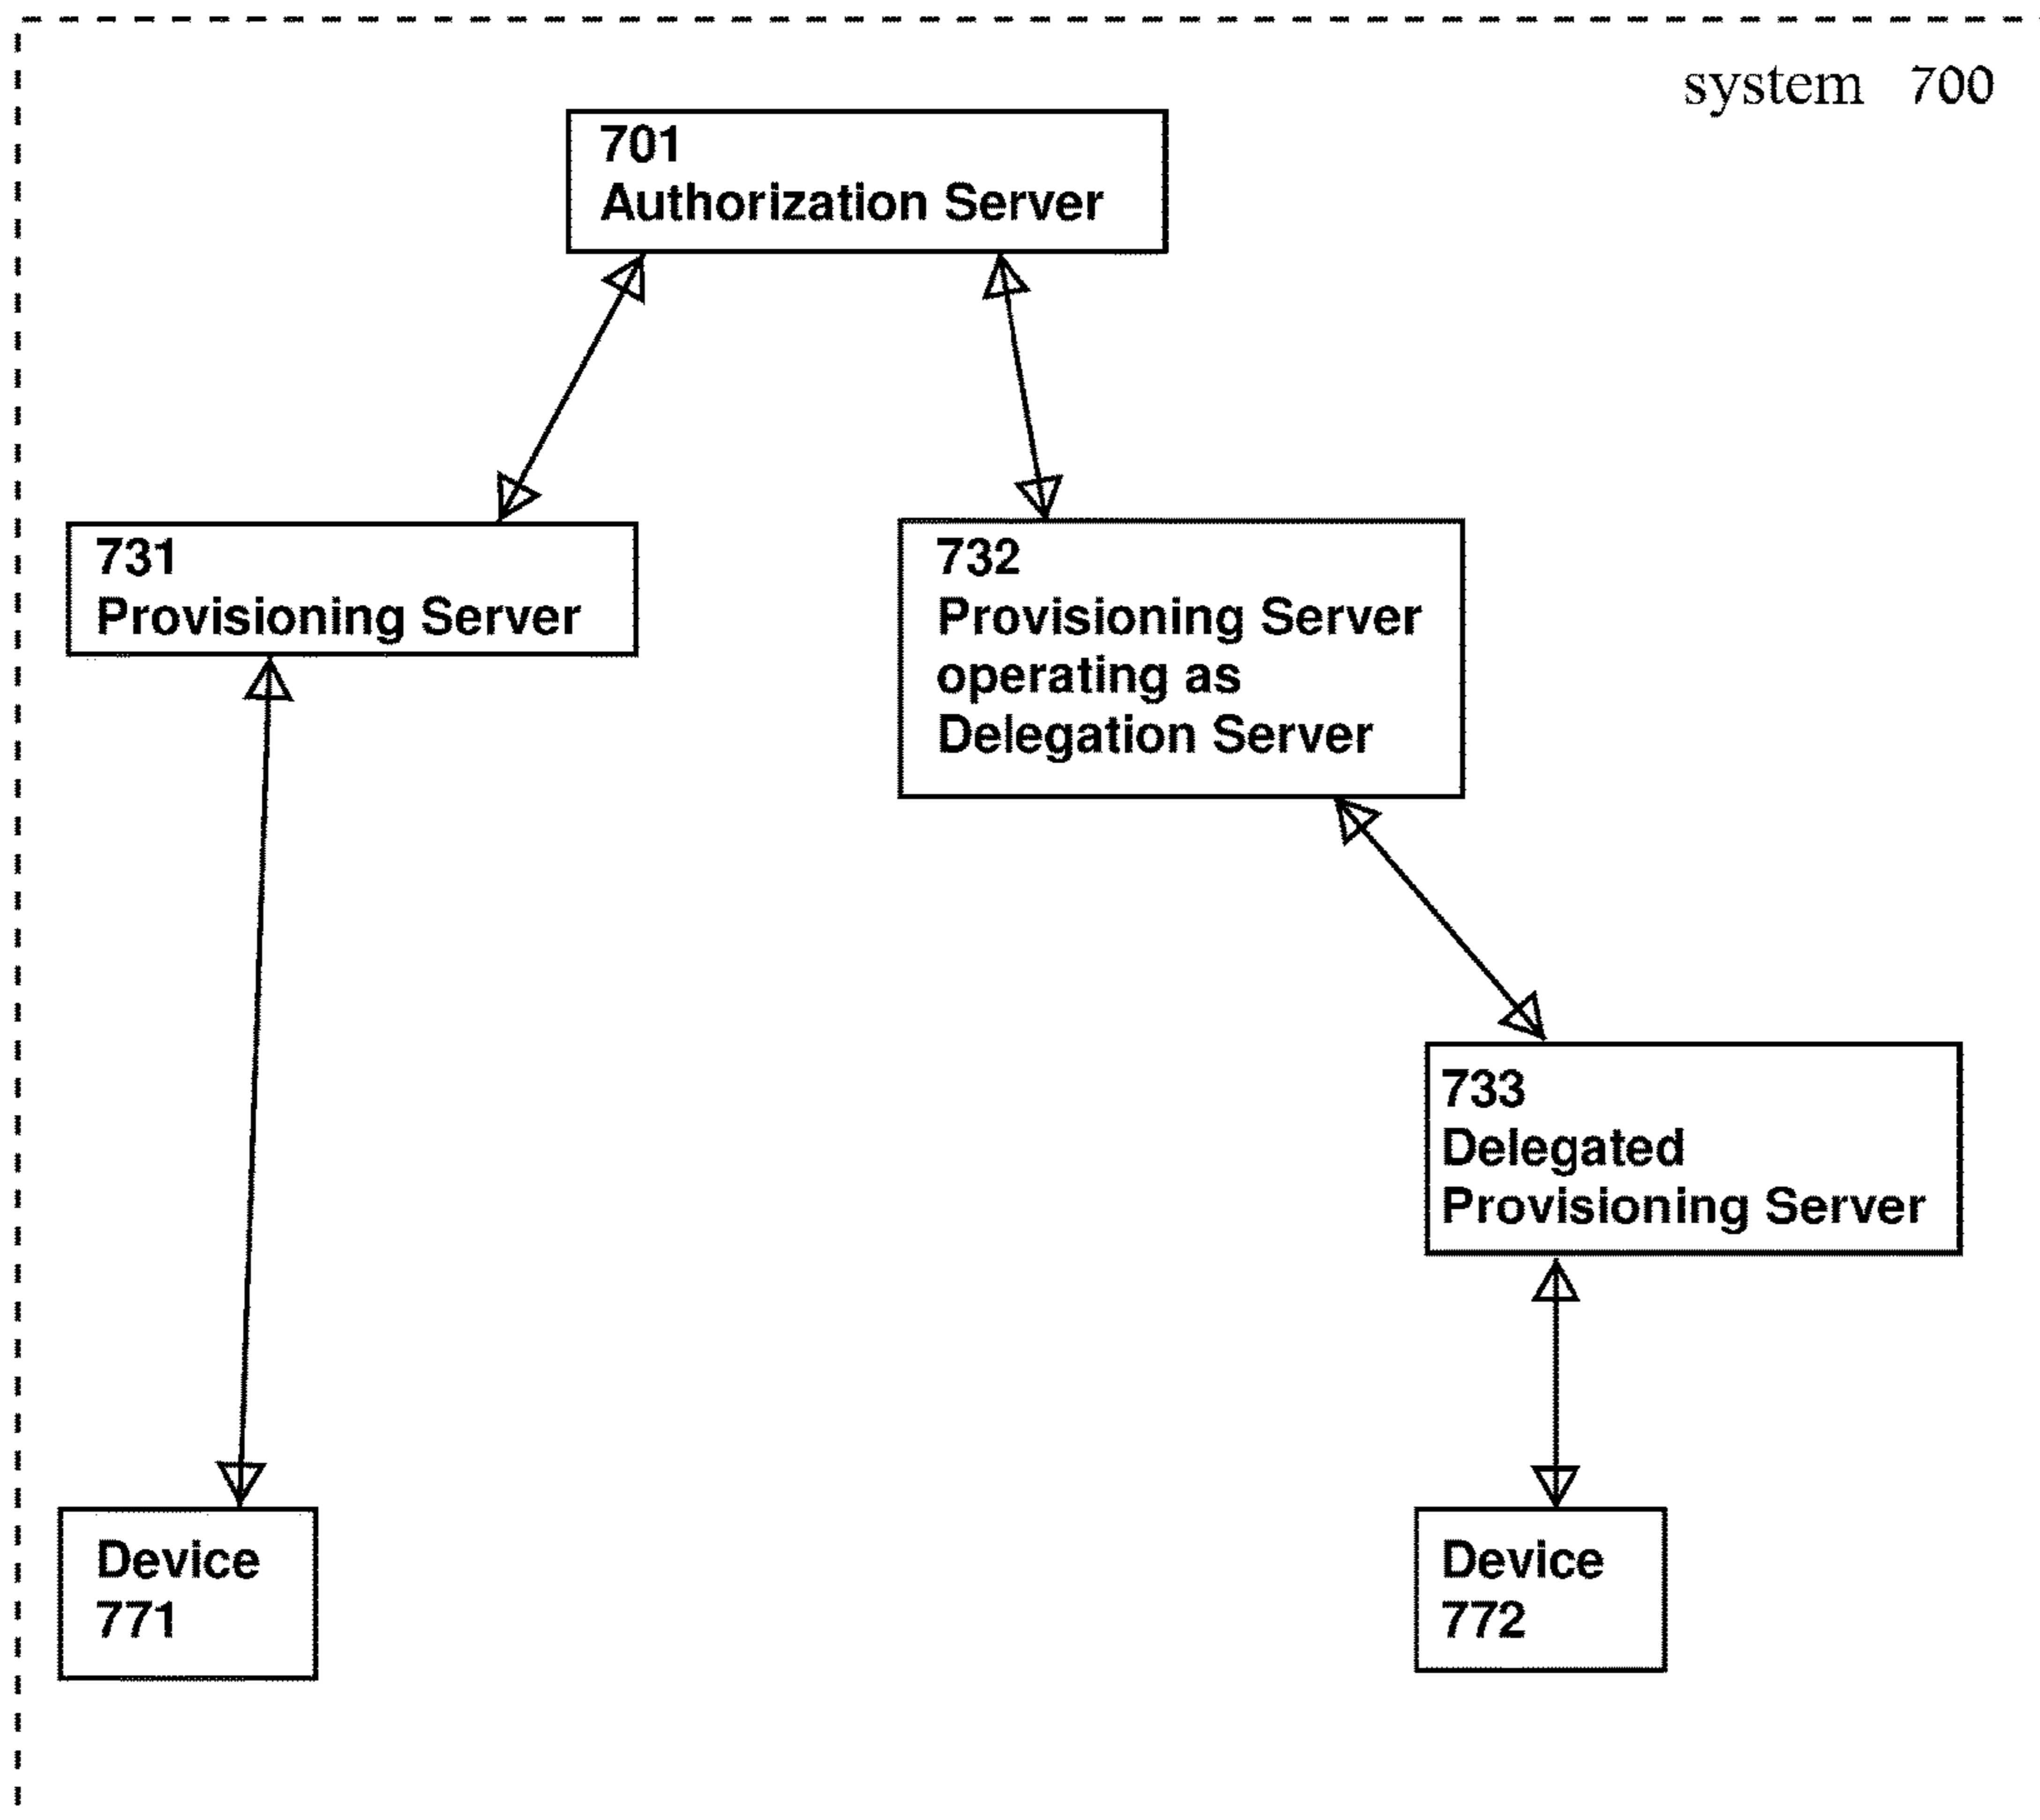 system 700
701
Authorization Server
731
Provisioning Server
732
Provisioning Server
operating as
Delegation Server
733
Delegated
Provisioning Server
Device
771
Device
772